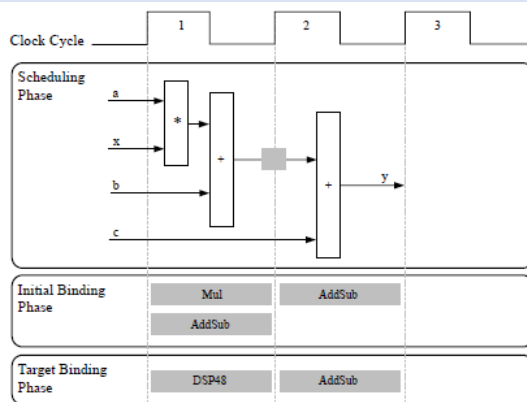 1 2 3
Clock Cycle
Scheduling
Phase
a
*
x
+
b
+
y
c
Initial Binding
Phase
Mul AddSub
AddSub
Target Binding
Phase
DSP48 AddSub